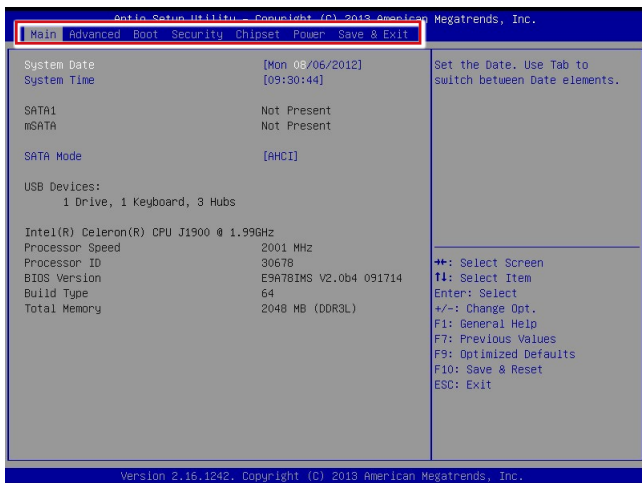 Aptio Setup Utility – Copyright (C) 2013 American Megatrends, Inc.
Main Advanced Boot Security Chipset Power Save & Exit
System Date [Mon 08/06/2012]
System Time [09:30:44]
SATA1 Not Present
mSATA Not Present
SATA Mode [AHCI]
USB Devices:
1 Drive, 1 Keyboard, 3 Hubs
Intel(R) Celeron(R) CPU J1900 @ 1.99GHz
Processor Speed 2001 MHz
Processor ID 30678
BIOS Version E9A78IMS V2.0b4 091714
Build Type 64
Total Memory 2048 MB (DDR3L)
Set the Date. Use Tab to
switch between Date elements.
→←: Select Screen
↑↓: Select Item
Enter: Select
+/-: Change Opt.
F1: General Help
F7: Previous Values
F9: Optimized Defaults
F10: Save & Reset
ESC: Exit
Version 2.16.1242. Copyright (C) 2013 American Megatrends, Inc.